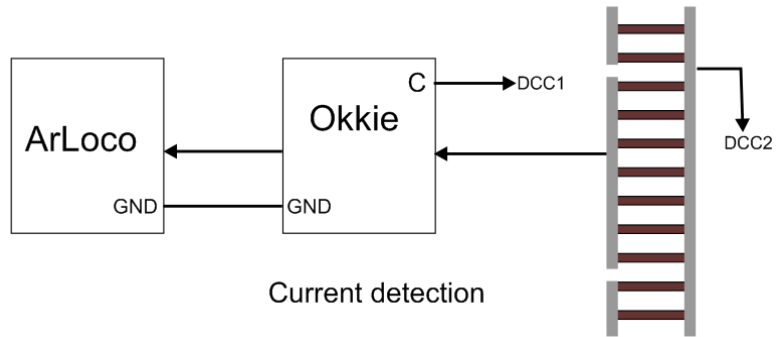 ArLoco
GND
Okkie
C
GND
DCC1
DCC2
Current detection